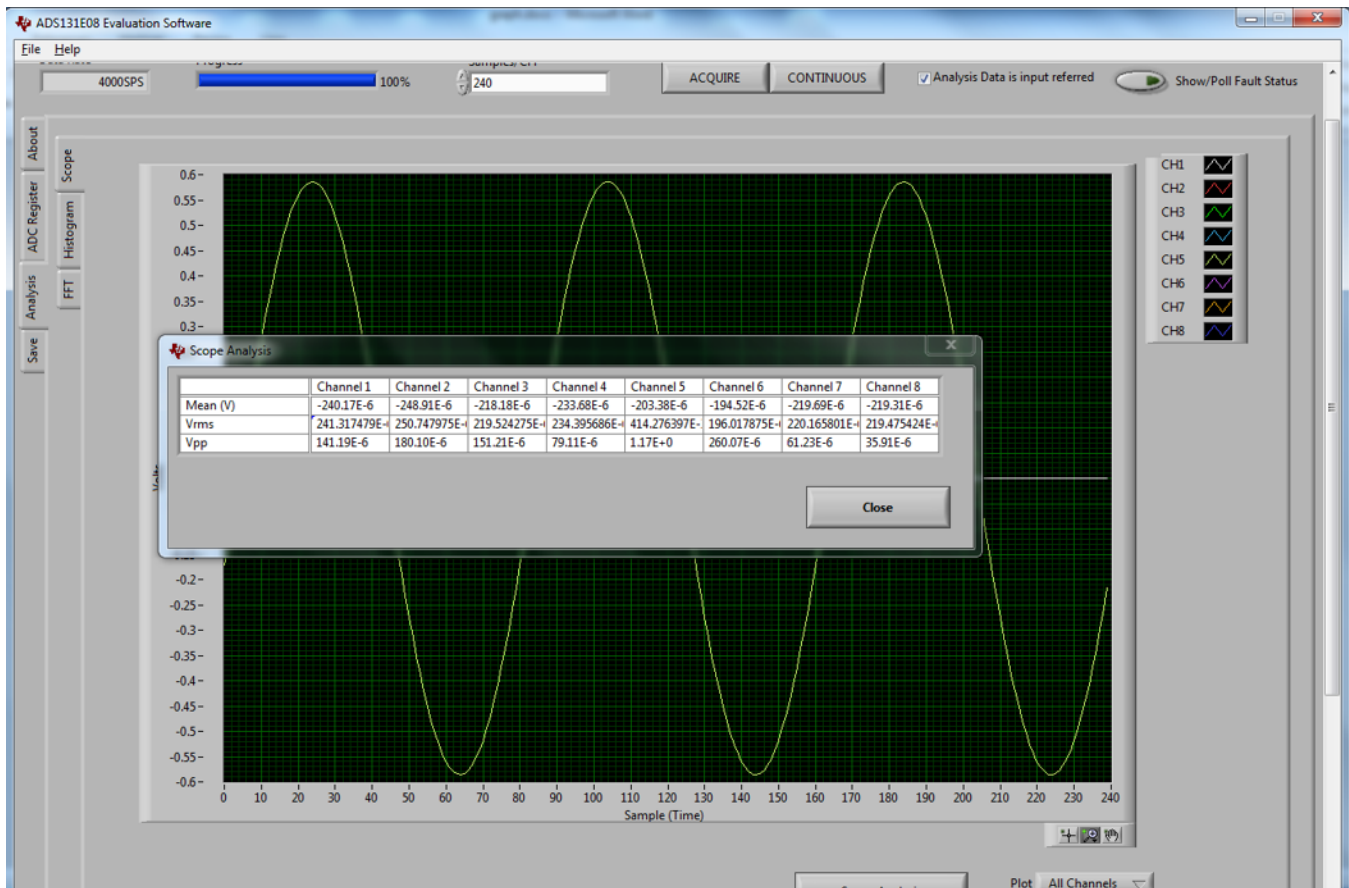 ADS131E08 Evaluation Software
File Help
4000SPS
100%
Samples/CH
240
ACQUIRE
CONTINUOUS
Analysis Data is input referred
Show/Poll Fault Status
About
ADC Register
Analysis
Save
Scope
Histogram
FFT
0.6
0.55
0.5
0.45
0.4
0.35
0.3
CH1
CH2
CH3
CH4
CH5
CH6
CH7
CH8
Scope Analysis
Channel 1 Channel 2 Channel 3 Channel 4 Channel 5 Channel 6 Channel 7 Channel 8
Mean (V) -240.17E-6 -248.91E-6 -218.18E-6 -233.68E-6 -203.38E-6 -194.52E-6 -219.69E-6 -219.31E-6
Vrms 241.317479E- 250.747975E- 219.524275E- 234.395686E- 414.276397E- 196.017875E- 220.165801E- 219.475424E-
Vpp 141.19E-6 180.10E-6 151.21E-6 79.11E-6 1.17E+0 260.07E-6 61.23E-6 35.91E-6
Close
-0.2
-0.25
-0.3
-0.35
-0.4
-0.45
-0.5
-0.55
-0.6
0 10 20 30 40 50 60 70 80 90 100 110 120 130 140 150 160 170 180 190 200 210 220 230 240
Sample (Time)
Plot All Channels